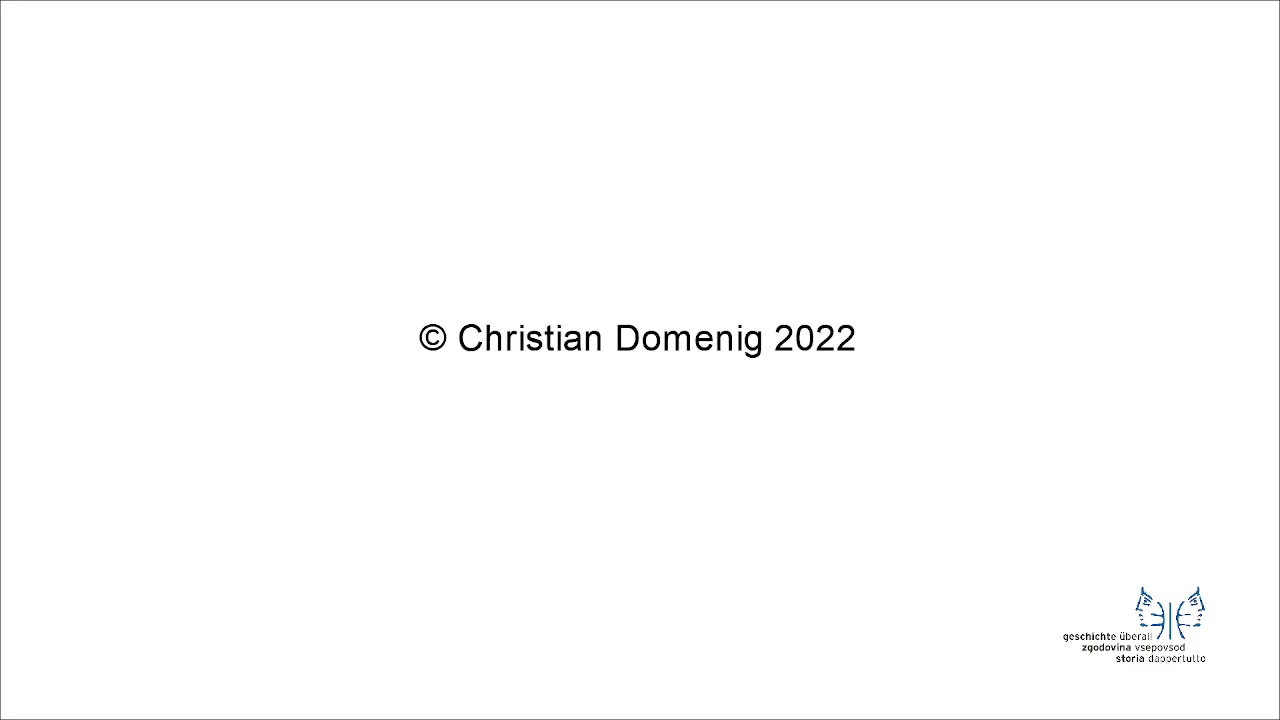 © Christian Domenig 2022
geschichte überall
zgodovina vsepovsod
storia dappertutto